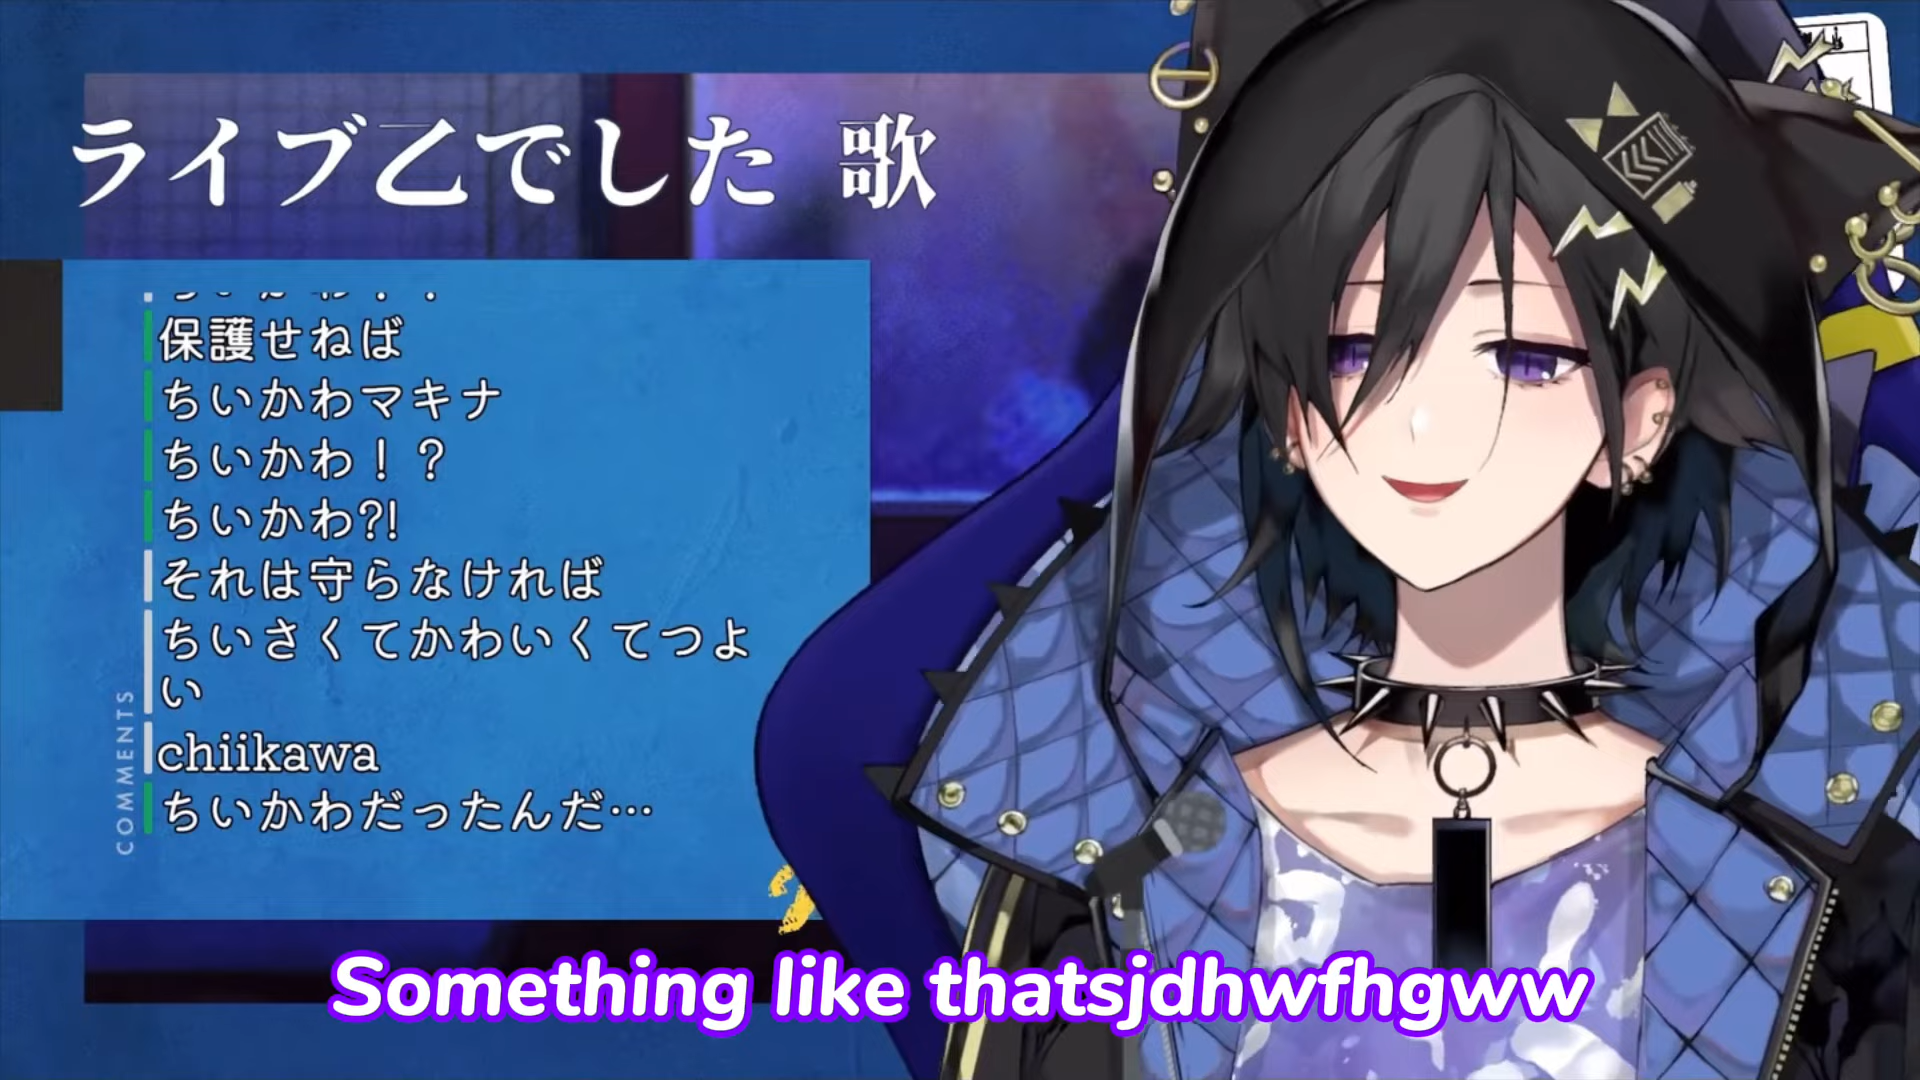 ライブ乙でした 歌
保護せねば
ちいかわマキナ
ちいかわ！？
ちいかわ?!
それは守らなければ
ちいさくてかわいくてつよ
い
chiikawa
ちいかわだったんだ…
COMMENTS
Something like thatsjdhwfhgww